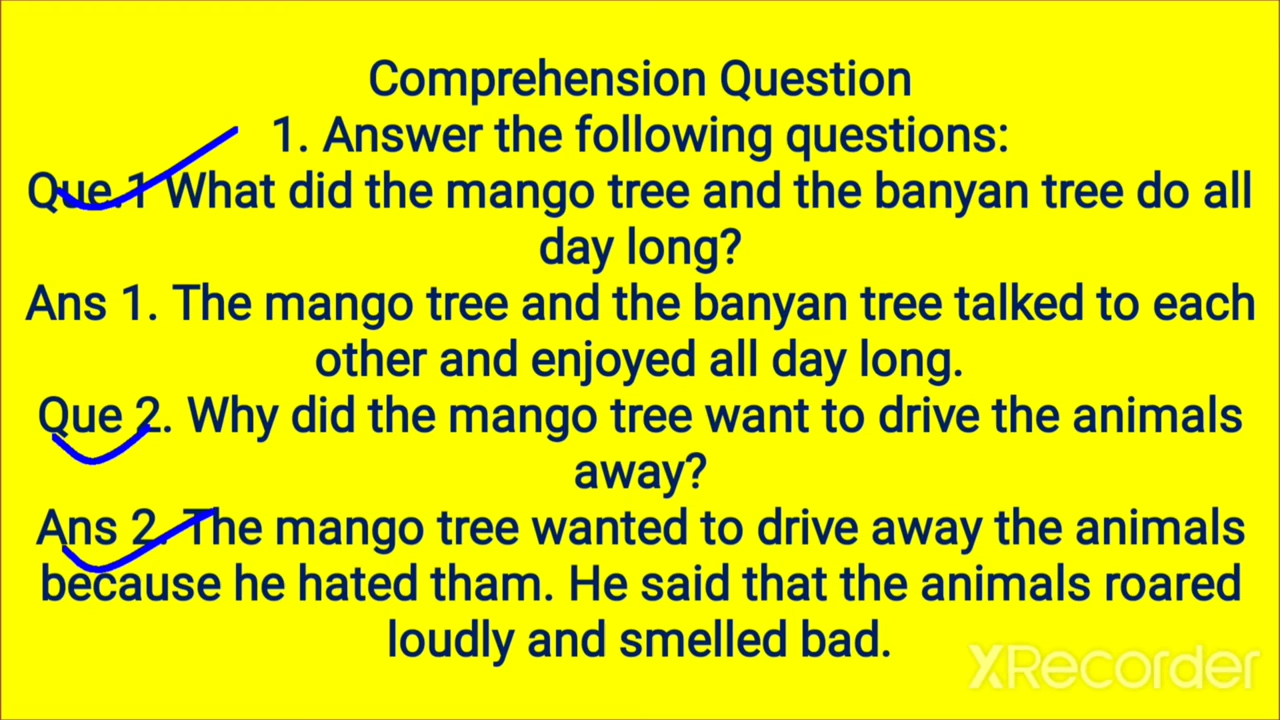 Comprehension Question
1. Answer the following questions:
Que.1 What did the mango tree and the banyan tree do all
day long?
Ans 1. The mango tree and the banyan tree talked to each
other and enjoyed all day long.
Que 2. Why did the mango tree want to drive the animals
away?
Ans 2. The mango tree wanted to drive away the animals
because he hated tham. He said that the animals roared
loudly and smelled bad.
XRecorder